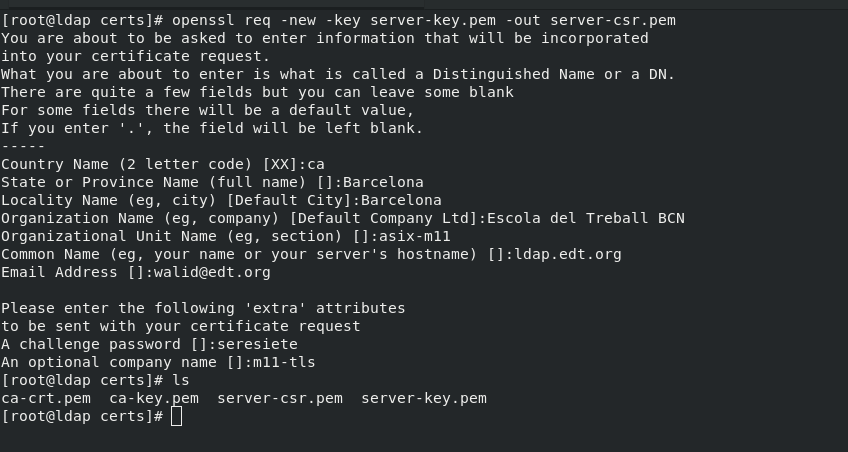 [root@ldap certs]# openssl req -new -key server-key.pem -out server-csr.pem
You are about to be asked to enter information that will be incorporated
into your certificate request.
What you are about to enter is what is called a Distinguished Name or a DN.
There are quite a few fields but you can leave some blank
For some fields there will be a default value,
If you enter '.', the field will be left blank.
-----
Country Name (2 letter code) [XX]:ca
State or Province Name (full name) []:Barcelona
Locality Name (eg, city) [Default City]:Barcelona
Organization Name (eg, company) [Default Company Ltd]:Escola del Treball BCN
Organizational Unit Name (eg, section) []:asix-m11
Common Name (eg, your name or your server's hostname) []:ldap.edt.org
Email Address []:walid@edt.org

Please enter the following 'extra' attributes
to be sent with your certificate request
A challenge password []:seresiete
An optional company name []:m11-tls
[root@ldap certs]# ls
ca-crt.pem  ca-key.pem  server-csr.pem  server-key.pem
[root@ldap certs]#